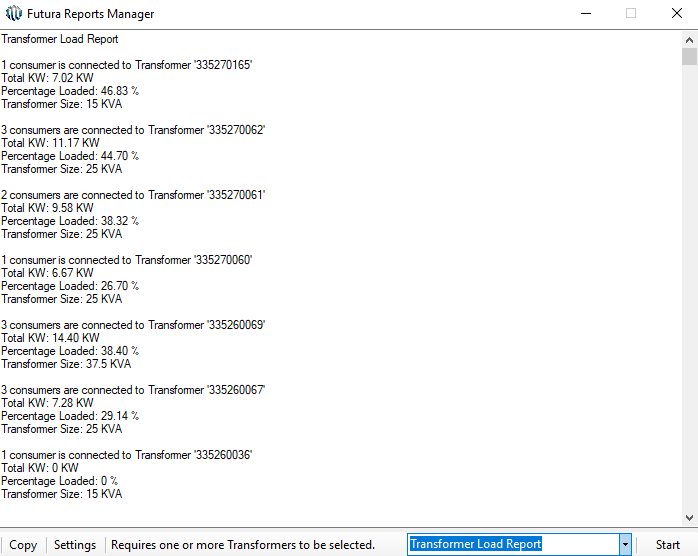 Futura Reports Manager
Transformer Load Report
1 consumer is connected to Transformer '335270165'
Total KW: 7.02 KW
Percentage Loaded: 46.83 %
Transformer Size: 15 KVA
3 consumers are connected to Transformer '335270062'
Total KW: 11.17 KW
Percentage Loaded: 44.70 %
Transformer Size: 25 KVA
2 consumers are connected to Transformer '335270061'
Total KW: 9.58 KW
Percentage Loaded: 38.32 %
Transformer Size: 25 KVA
1 consumer is connected to Transformer '335270060'
Total KW: 6.67 KW
Percentage Loaded: 26.70 %
Transformer Size: 25 KVA
3 consumers are connected to Transformer '335260069'
Total KW: 14.40 KW
Percentage Loaded: 38.40 %
Transformer Size: 37.5 KVA
3 consumers are connected to Transformer '335260067'
Total KW: 7.28 KW
Percentage Loaded: 29.14 %
Transformer Size: 25 KVA
1 consumer is connected to Transformer '335260036'
Total KW: 0 KW
Percentage Loaded: 0 %
Transformer Size: 15 KVA
Copy Settings Requires one or more Transformers to be selected. Transformer Load Report Start